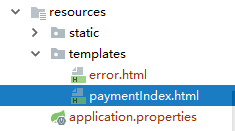 resources
static
templates
error.html
paymentIndex.html
application.properties